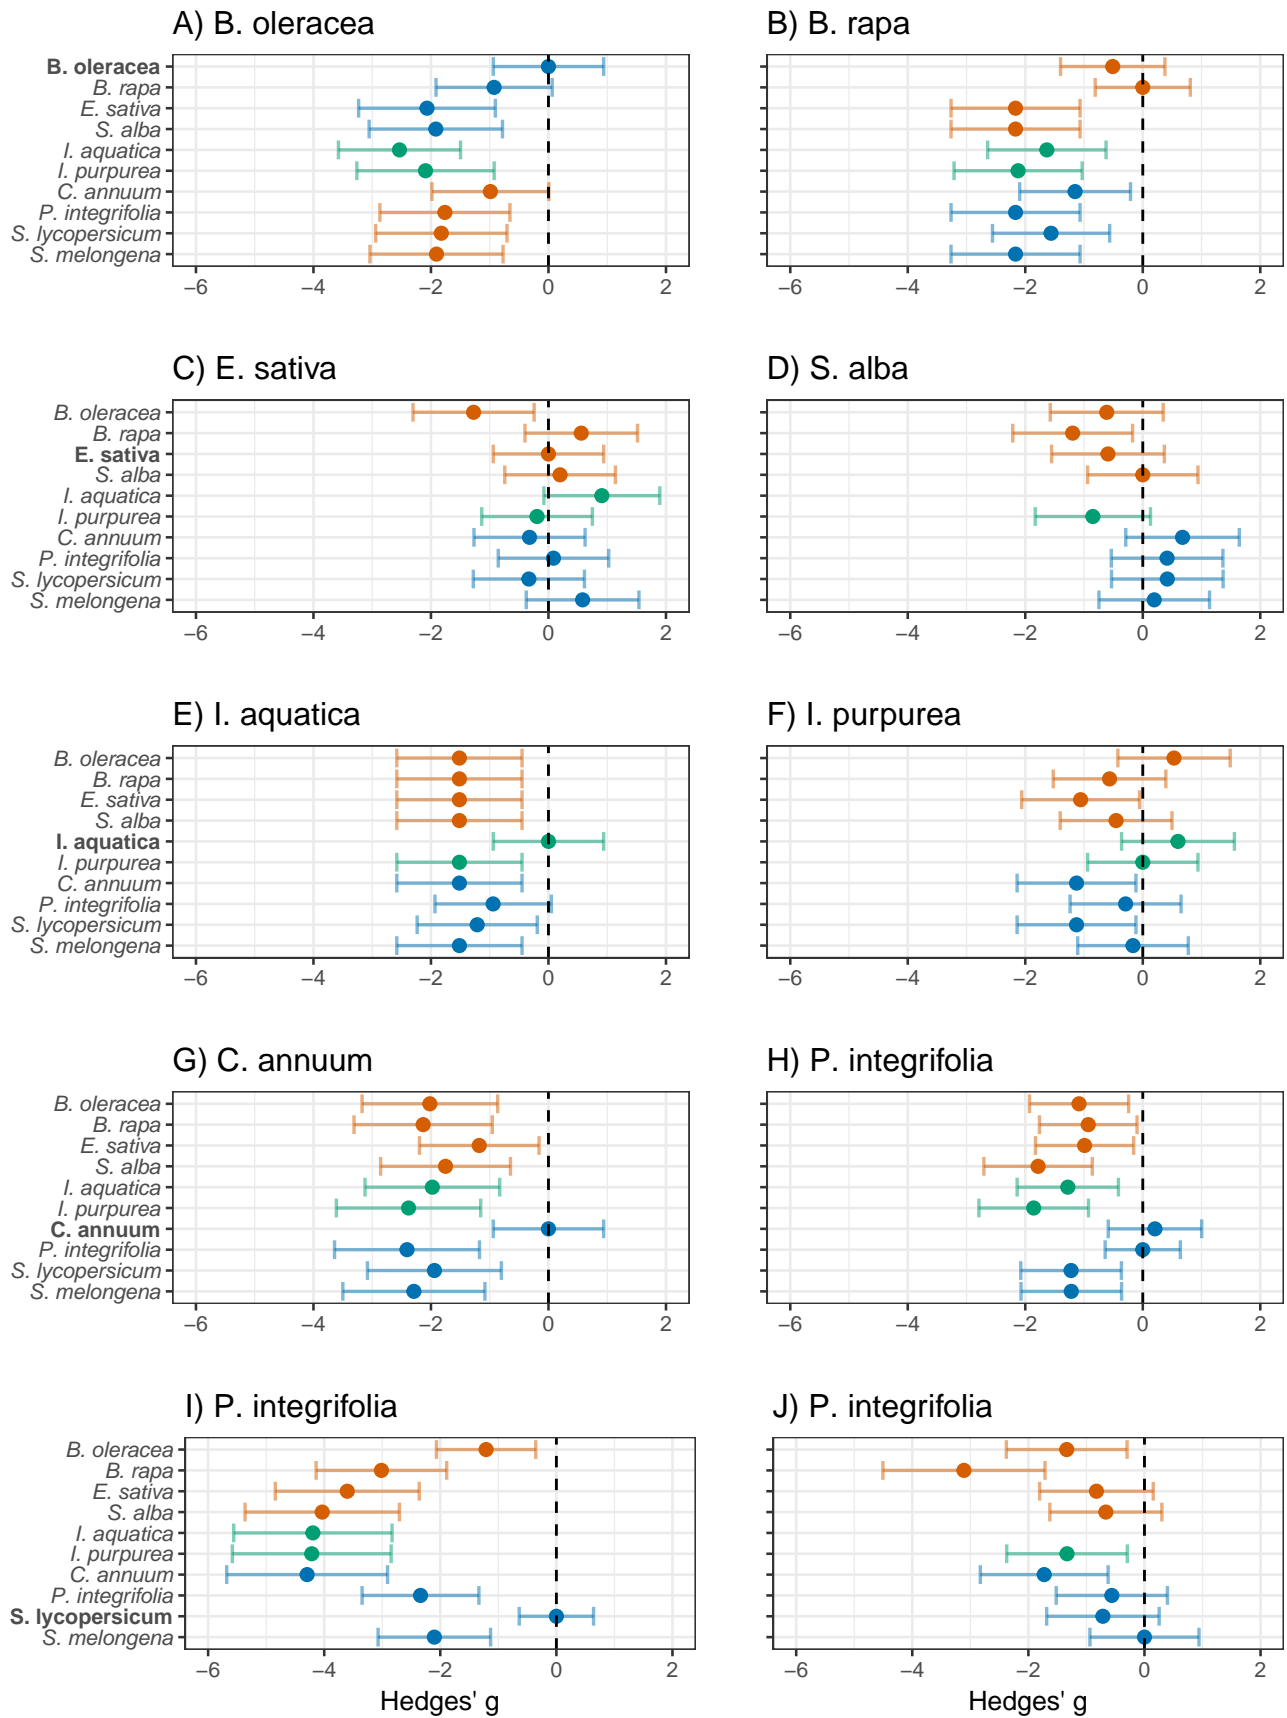 A) B. oleracea
B) B. rapa
B. oleracea
B. rapa
E. sativa
S. alba
I. aquatica
I. purpurea
C. annuum
P. integrifolia
S. lycopersicum
S. melongena
−6 −4 −2 0 2
−6 −4 −2 0 2
C) E. sativa
D) S. alba
B. oleracea
B. rapa
E. sativa
S. alba
I. aquatica
I. purpurea
C. annuum
P. integrifolia
S. lycopersicum
S. melongena
−6 −4 −2 0 2
−6 −4 −2 0 2
E) I. aquatica
F) I. purpurea
B. oleracea
B. rapa
E. sativa
S. alba
I. aquatica
I. purpurea
C. annuum
P. integrifolia
S. lycopersicum
S. melongena
−6 −4 −2 0 2
−6 −4 −2 0 2
G) C. annuum
H) P. integrifolia
B. oleracea
B. rapa
E. sativa
S. alba
I. aquatica
I. purpurea
C. annuum
P. integrifolia
S. lycopersicum
S. melongena
−6 −4 −2 0 2
−6 −4 −2 0 2
I) P. integrifolia
J) P. integrifolia
B. oleracea
B. rapa
E. sativa
S. alba
I. aquatica
I. purpurea
C. annuum
P. integrifolia
S. lycopersicum
S. melongena
−6 −4 −2 0 2
−6 −4 −2 0 2
Hedges' g
Hedges' g